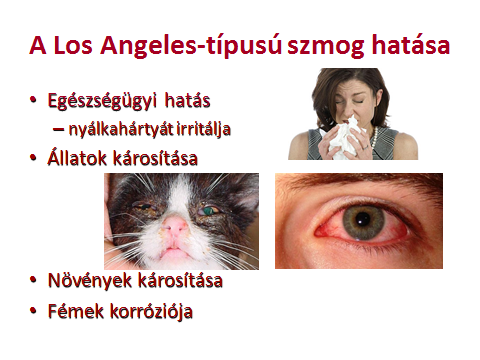 A Los Angeles-típusú szmog hatása
• Egészségügyi hatás
– nyálkahártyát irritálja
• Állatok károsítása
• Növények károsítása
• Fémek korróziója